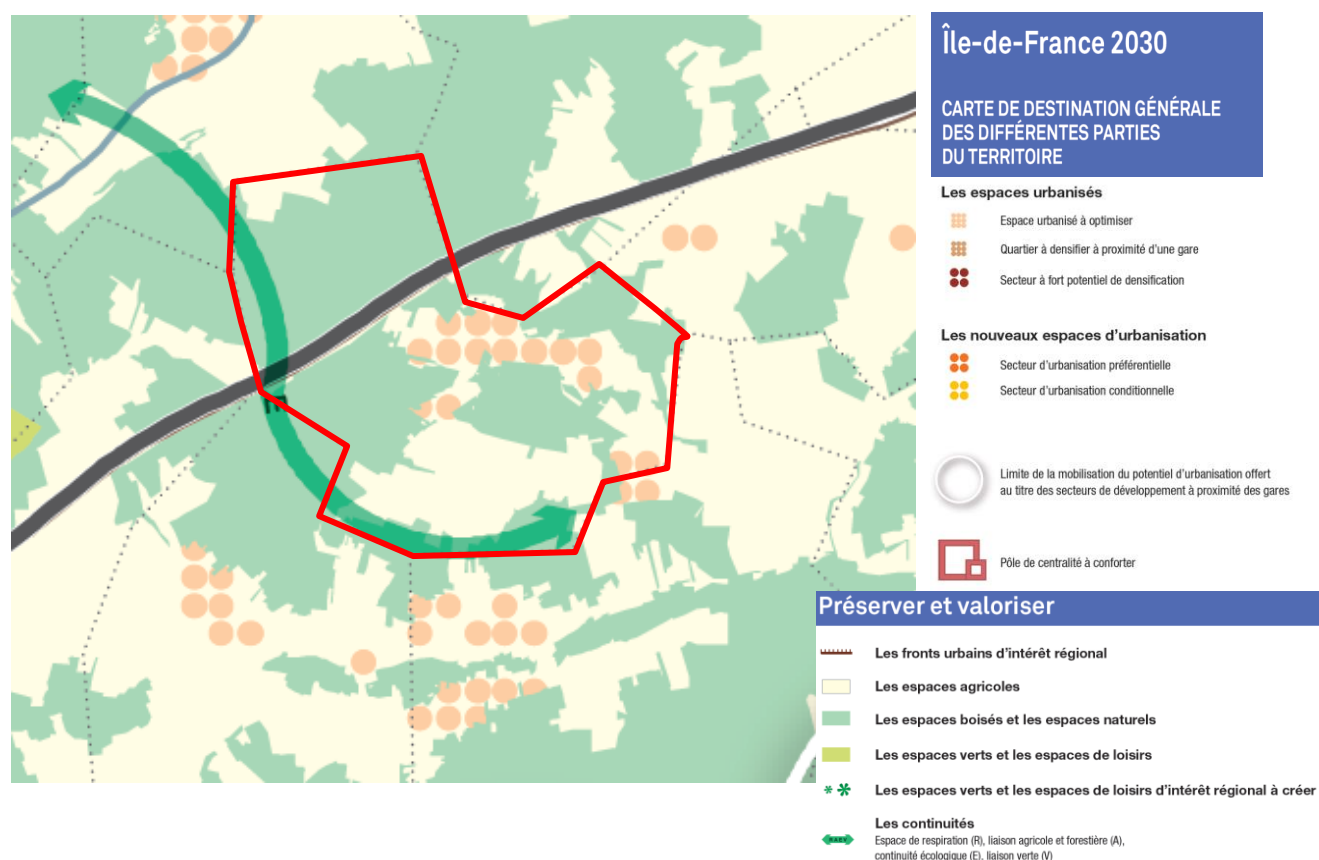 Île-de-France 2030
CARTE DE DESTINATION GÉNÉRALE
DES DIFFÉRENTES PARTIES
DU TERRITOIRE
Les espaces urbanisés
Espace urbanisé à optimiser
Quartier à densifier à proximité d'une gare
Secteur à fort potentiel de densification
Les nouveaux espaces d'urbanisation
Secteur d'urbanisation préférentielle
Secteur d'urbanisation conditionnelle
Limite de la mobilisation du potentiel d'urbanisation offert
au titre des secteurs de développement à proximité des gares
Pôle de centralité à conforter
Préserver et valoriser
Les fronts urbains d'intérêt régional
Les espaces agricoles
Les espaces boisés et les espaces naturels
Les espaces verts et les espaces de loisirs
Les espaces verts et les espaces de loisirs d'intérêt régional à créer
Les continuités
Espace de respiration (R), liaison agricole et forestière (A),
continuité écologique (E), liaison verte (V)
E